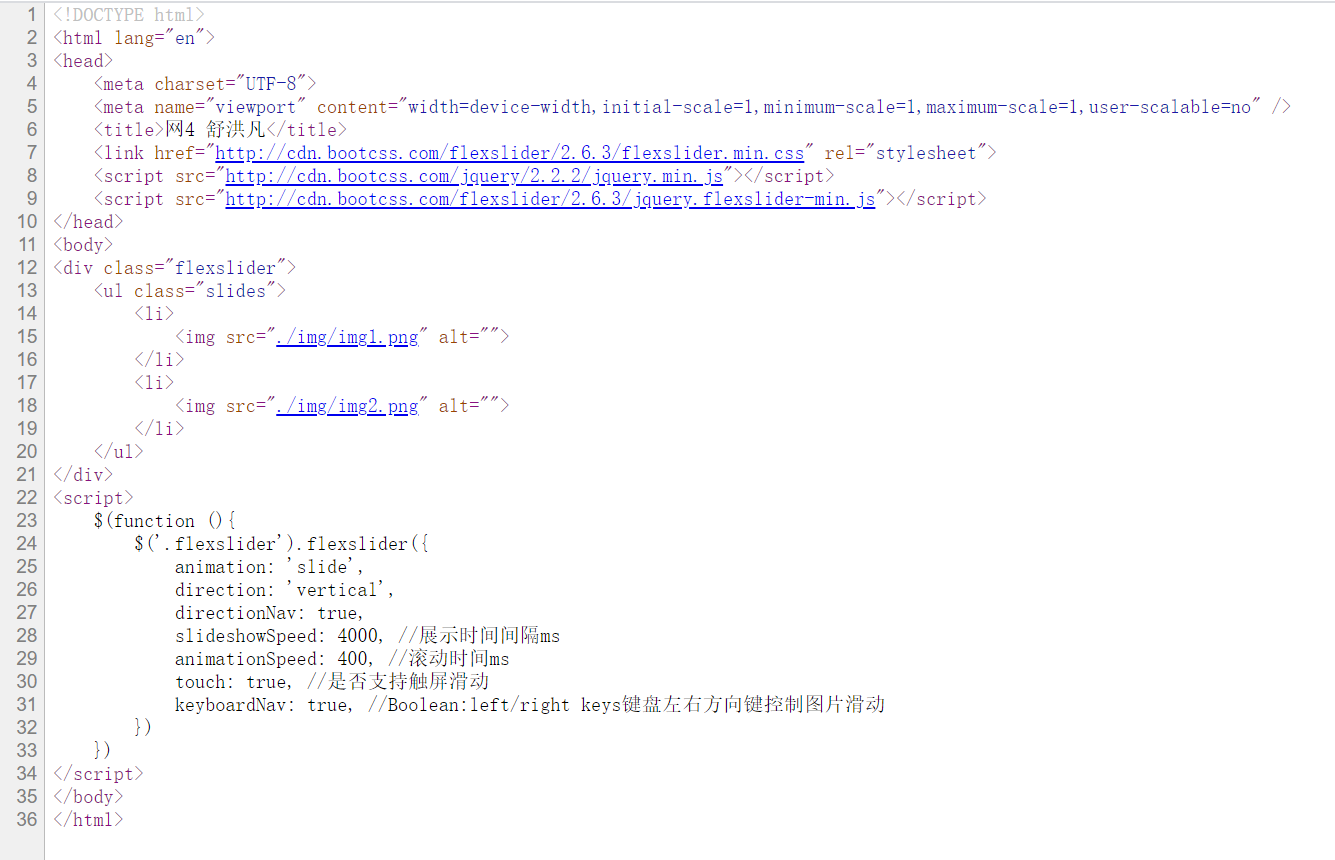 1 <!DOCTYPE html>
2 <html lang="en">
3 <head>
4 <meta charset="UTF-8">
5 <meta name="viewport" content="width=device-width,initial-scale=1,minimum-scale=1,maximum-scale=1,user-scalable=no" />
6 <title>网4 舒洪凡</title>
7 <link href="http://cdn.bootcss.com/flexslider/2.6.3/flexslider.min.css" rel="stylesheet">
8 <script src="http://cdn.bootcss.com/jquery/2.2.2/jquery.min.js"></script>
9 <script src="http://cdn.bootcss.com/flexslider/2.6.3/jquery.flexslider-min.js"></script>
10 </head>
11 <body>
12 <div class="flexslider">
13 <ul class="slides">
14 <li>
15 <img src="./img/img1.png" alt="">
16 </li>
17 <li>
18 <img src="./img/img2.png" alt="">
19 </li>
20 </ul>
21 </div>
22 <script>
23 $(function (){
24 $('.flexslider').flexslider({
25 animation: 'slide',
26 direction: 'vertical',
27 directionNav: true,
28 slideshowSpeed: 4000, //展示时间间隔ms
29 animationSpeed: 400, //滚动时间ms
30 touch: true, //是否支持触屏滑动
31 keyboardNav: true, //Boolean:left/right keys键盘左右方向键控制图片滑动
32 })
33 })
34 </script>
35 </body>
36 </html>